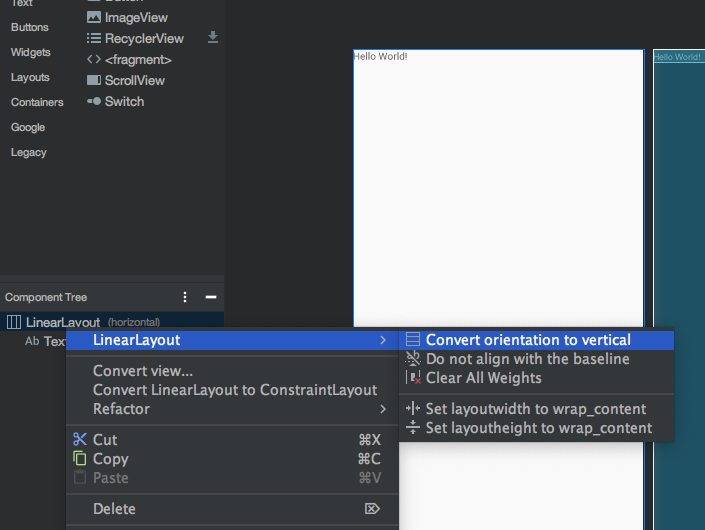 Text
Buttons
Widgets
Layouts
Containers
Google
Legacy
Button
ImageView
RecyclerView
<fragment>
ScrollView
Switch
Hello World!
Hello World!
Component Tree
LinearLayout (horizontal)
Ab Tex
LinearLayout
Convert view...
Convert LinearLayout to ConstraintLayout
Refactor
Cut ⌘X
Copy ⌘C
Paste ⌘V
Delete
Convert orientation to vertical
Do not align with the baseline
Clear All Weights
Set layoutwidth to wrap_content
Set layoutheight to wrap_content